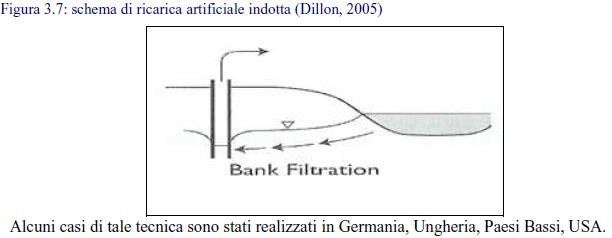 Figura 3.7: schema di ricarica artificiale indotta (Dillon, 2005)
Bank Filtration
Alcuni casi di tale tecnica sono stati realizzati in Germania, Ungheria, Paesi Bassi, USA.